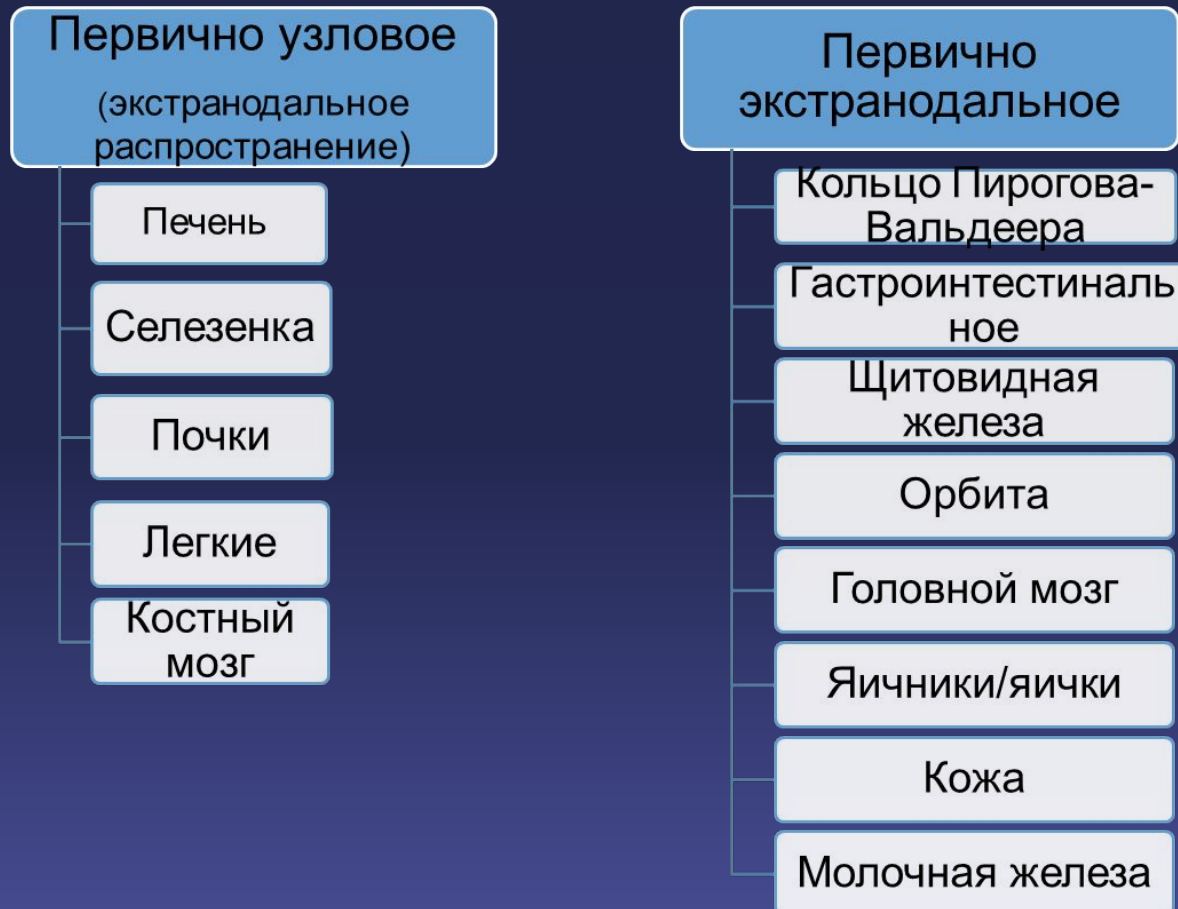 Первично узловое
(экстранодальное
распространение)
Печень
Селезенка
Почки
Легкие
Костный
мозг
Первично
экстранодальное
Кольцо Пирогова-
Вальдеера
Гастроинтестиналь
ное
Щитовидная
железа
Орбита
Головной мозг
Яичники/яички
Кожа
Молочная железа